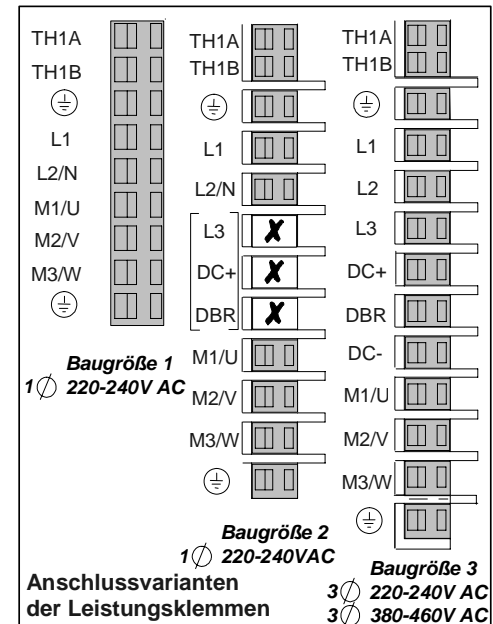 TH1A
TH1B
L1
L2/N
M1/U
M2/V
M3/W
Baugröße 1
1∅ 220-240V AC
TH1A
TH1B
L1
L2/N
L3
DC+
DBR
M1/U
M2/V
M3/W
Baugröße 2
1∅ 220-240VAC
TH1A
TH1B
L1
L2
L3
DC+
DBR
DC-
M1/U
M2/V
M3/W
Baugröße 3
3∅ 220-240V AC
3∅ 380-460V AC
Anschlussvarianten
der Leistungsklemmen